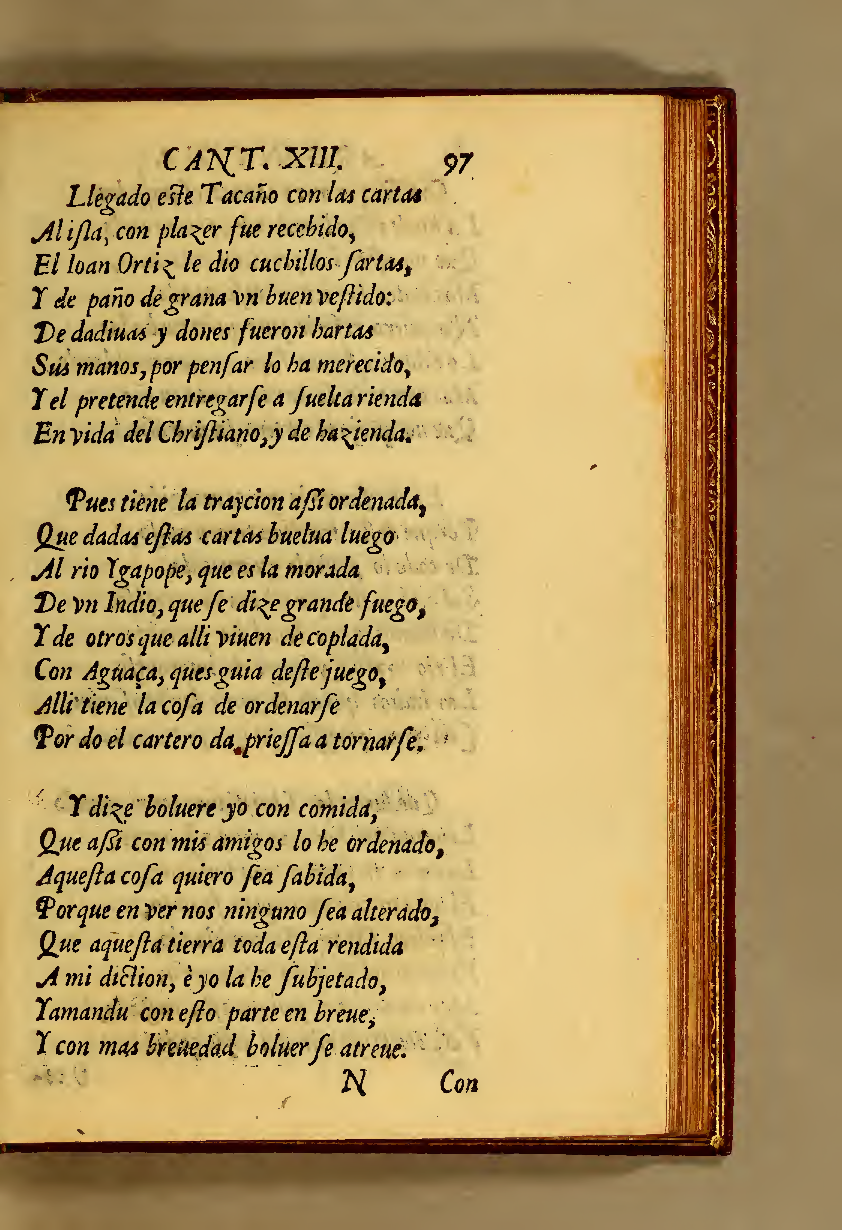 CANT. XIII. 97
Llegado eſte Tacaño con las cartas
Al iſla, con plazer fue recebido,
El Ioan Ortiz le dio cuchillos ſartas,
Y de paño de grana vn buen veſtido:
De dadiuas y dones fueron hartas
Sus manos, por penſar lo ha merecido,
Y el pretende entregarſe a ſuelta rienda
En vida del Chriſtiano, y de hazienda.
Pues tiene la traycion aſsi ordenada,
Que dadas eſtas cartas buelua luego
Al rio Ygapope, que es la morada
De vn Indio, que ſe dize grande fuego,
Y de otros que alli viuen de coplada,
Con Aguaça, ques guia deſte juego,
Alli tiene la coſa de ordenarſe
Por do el cartero da prieſſa a tornarſe.
Y dize boluere yo con comida,
Que aſsi con mis amigos lo he ordenado,
Aqueſta coſa quiero ſea ſabida,
Porque en ver nos ninguno ſea alterado,
Que aqueſta tierra toda eſta rendida
A mi diction, è yo la he ſubjetado,
Yamandu con eſto parte en breue,
Y con mas breuedad boluer ſe atreue.
N Con